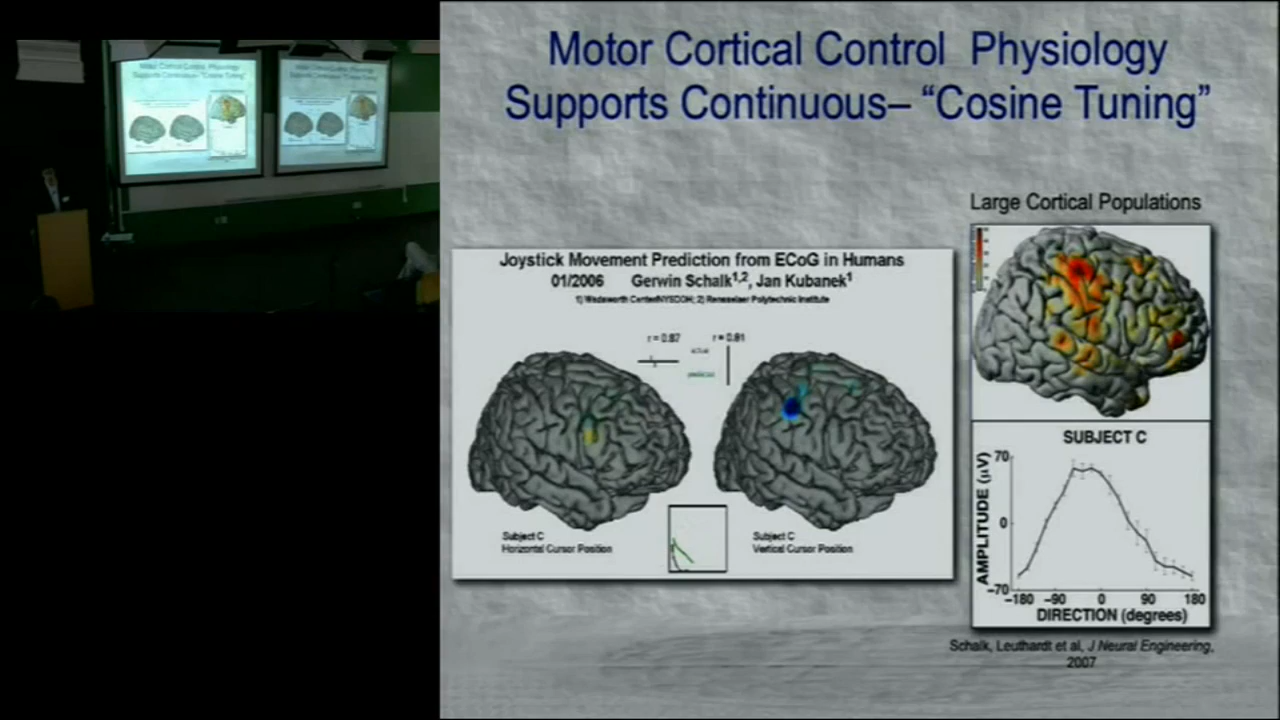 Motor Cortical Control Physiology
Supports Continuous– “Cosine Tuning”
Large Cortical Populations
Joystick Movement Prediction from ECoG in Humans
01/2006 Gerwin Schalk1,2, Jan Kubanek1
1) Wadsworth Center/NYSDOH; 2) Rensselaer Polytechnic Institute
r = 0.87 r = 0.81
Subject C
Horizontal Cursor Position
Subject C
Vertical Cursor Position
SUBJECT C
AMPLITUDE (µV)
70
0
-70
-180 -90 0 90 180
DIRECTION (degrees)
Schalk, Leuthardt et al, J Neural Engineering,
2007